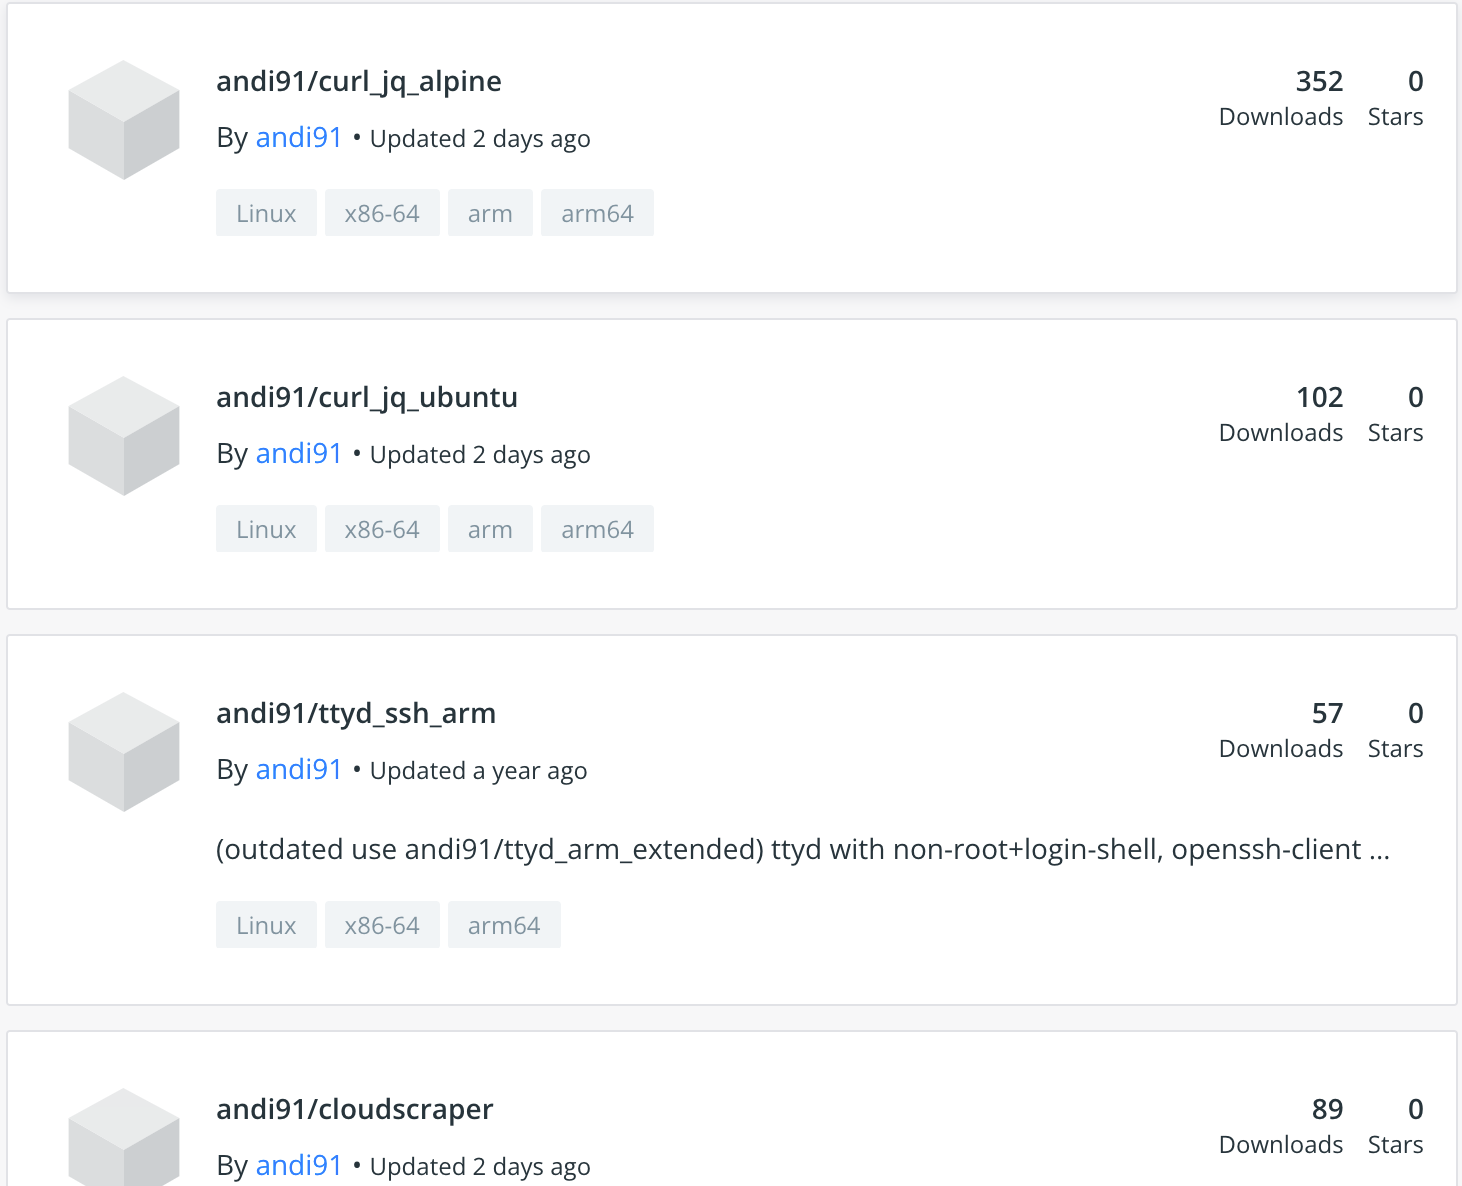 andi91/curl_jq_alpine
352 0
By andi91 • Updated 2 days ago
Downloads Stars
Linux x86-64 arm arm64
andi91/curl_jq_ubuntu
102 0
By andi91 • Updated 2 days ago
Downloads Stars
Linux x86-64 arm arm64
andi91/ttyd_ssh_arm
57 0
By andi91 • Updated a year ago
Downloads Stars
(outdated use andi91/ttyd_arm_extended) ttyd with non-root+login-shell, openssh-client ...
Linux x86-64 arm64
andi91/cloudscraper
89 0
By andi91 • Updated 2 days ago
Downloads Stars